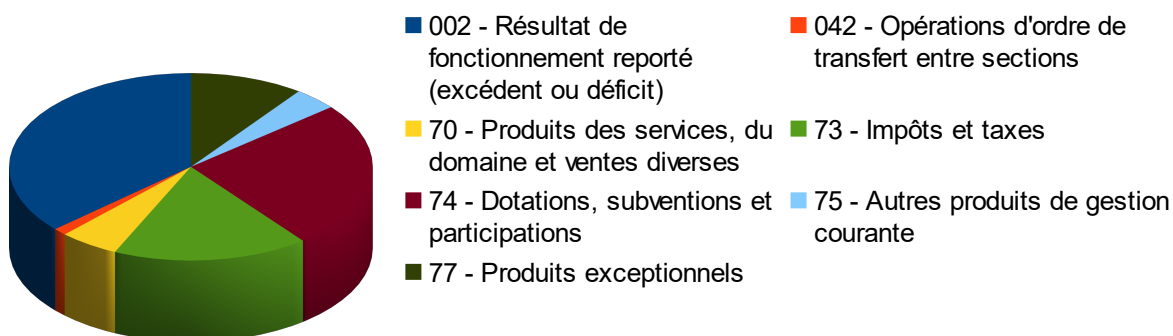 002 - Résultat de
fonctionnement reporté
(excédent ou déficit)
042 - Opérations d'ordre de
transfert entre sections
70 - Produits des services, du
domaine et ventes diverses
73 - Impôts et taxes
74 - Dotations, subventions et
participations
75 - Autres produits de gestion
courante
77 - Produits exceptionnels